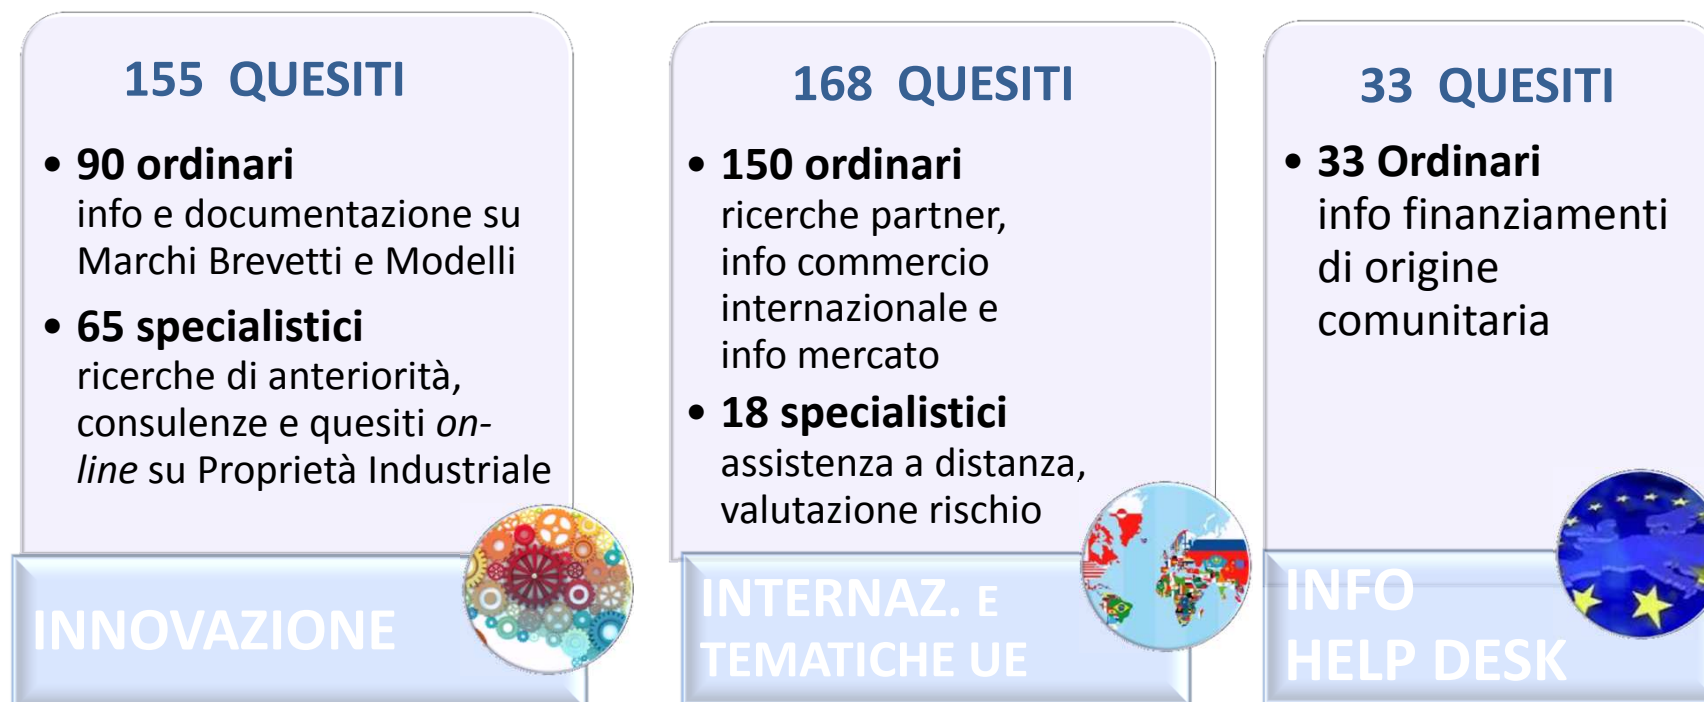 155 QUESITI
• 90 ordinari
info e documentazione su
Marchi Brevetti e Modelli
• 65 specialistici
ricerche di anteriorità,
consulenze e quesiti on-
line su Proprietà Industriale
INNOVAZIONE
168 QUESITI
• 150 ordinari
ricerche partner,
info commercio
internazionale e
info mercato
• 18 specialistici
assistenza a distanza,
valutazione rischio
INTERNAZ. E
TEMATICHE UE
33 QUESITI
• 33 Ordinari
info finanziamenti
di origine
comunitaria
INFO
HELP DESK